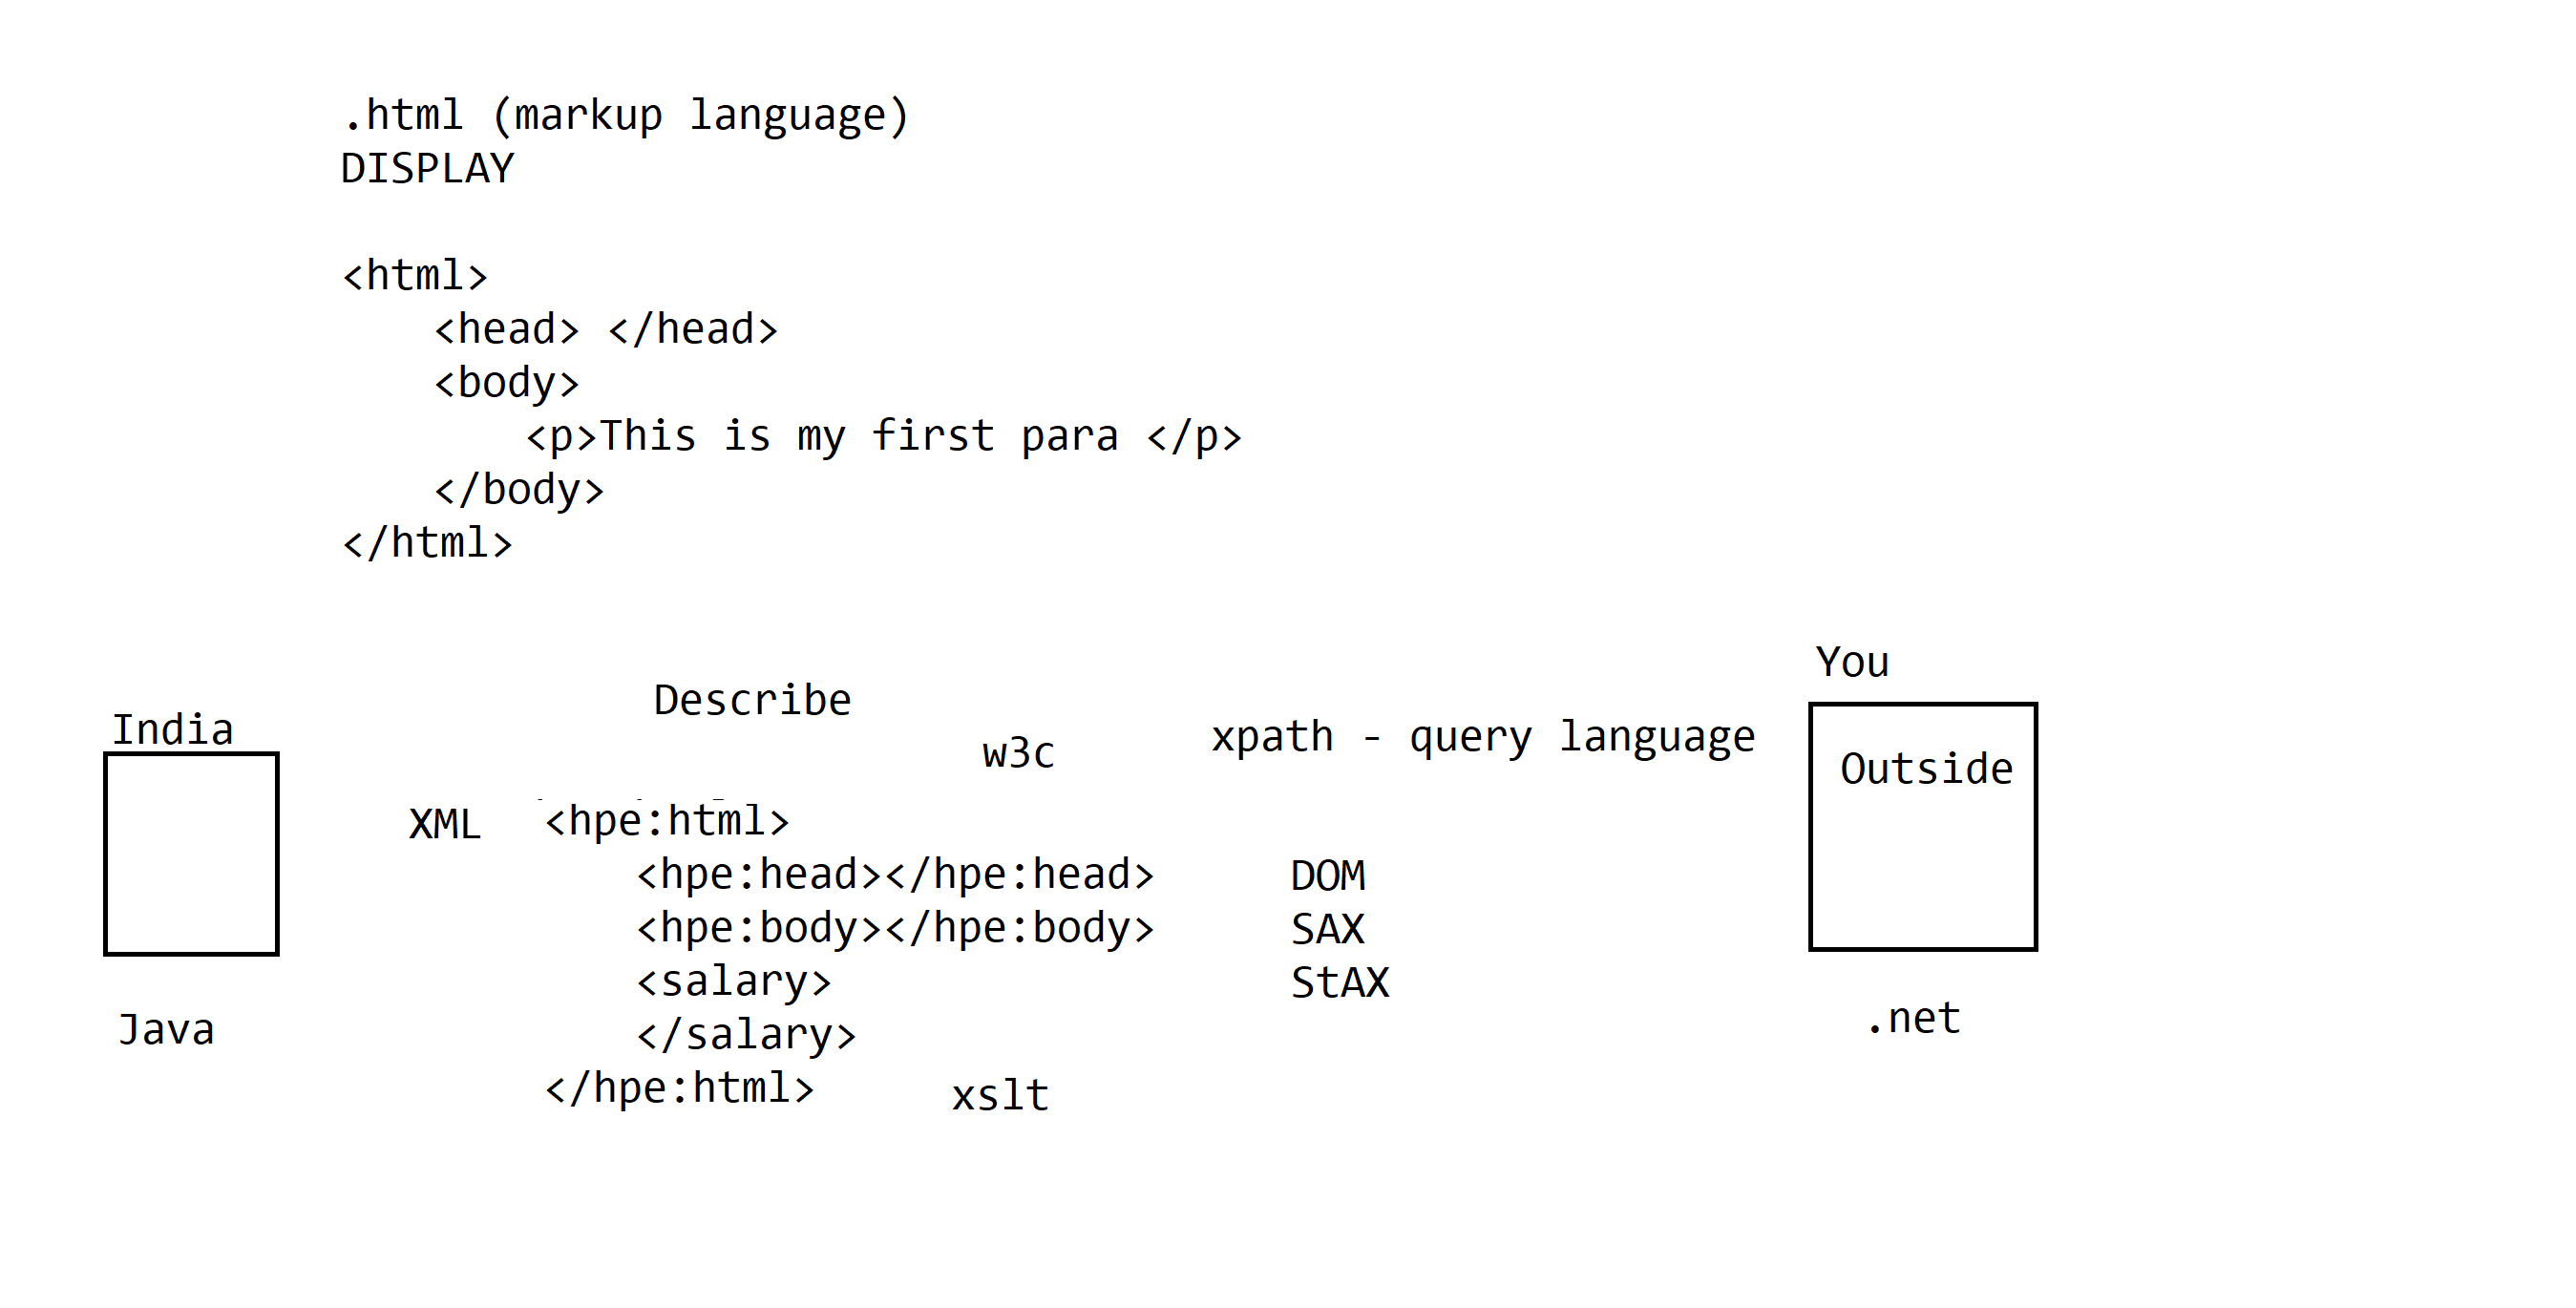 .html (markup language)
DISPLAY
<html>
<head> </head>
<body>
<p>This is my first para </p>
</body>
</html>
You
Describe
India
w3c
xpath - query language
Outside
XML
<hpe:html>
<hpe:head></hpe:head>
<hpe:body></hpe:body>
<salary>
</salary>
</hpe:html>
DOM
SAX
StAX
Java
.net
xslt